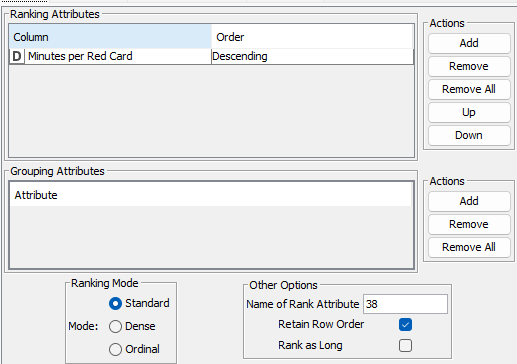 Ranking Attributes
Column Order
D Minutes per Red Card Descending
Actions
Add
Remove
Remove All
Up
Down
Grouping Attributes
Attribute
Actions
Add
Remove
Remove All
Ranking Mode
Standard
Mode: Dense
Ordinal
Other Options
Name of Rank Attribute 38
Retain Row Order
Rank as Long